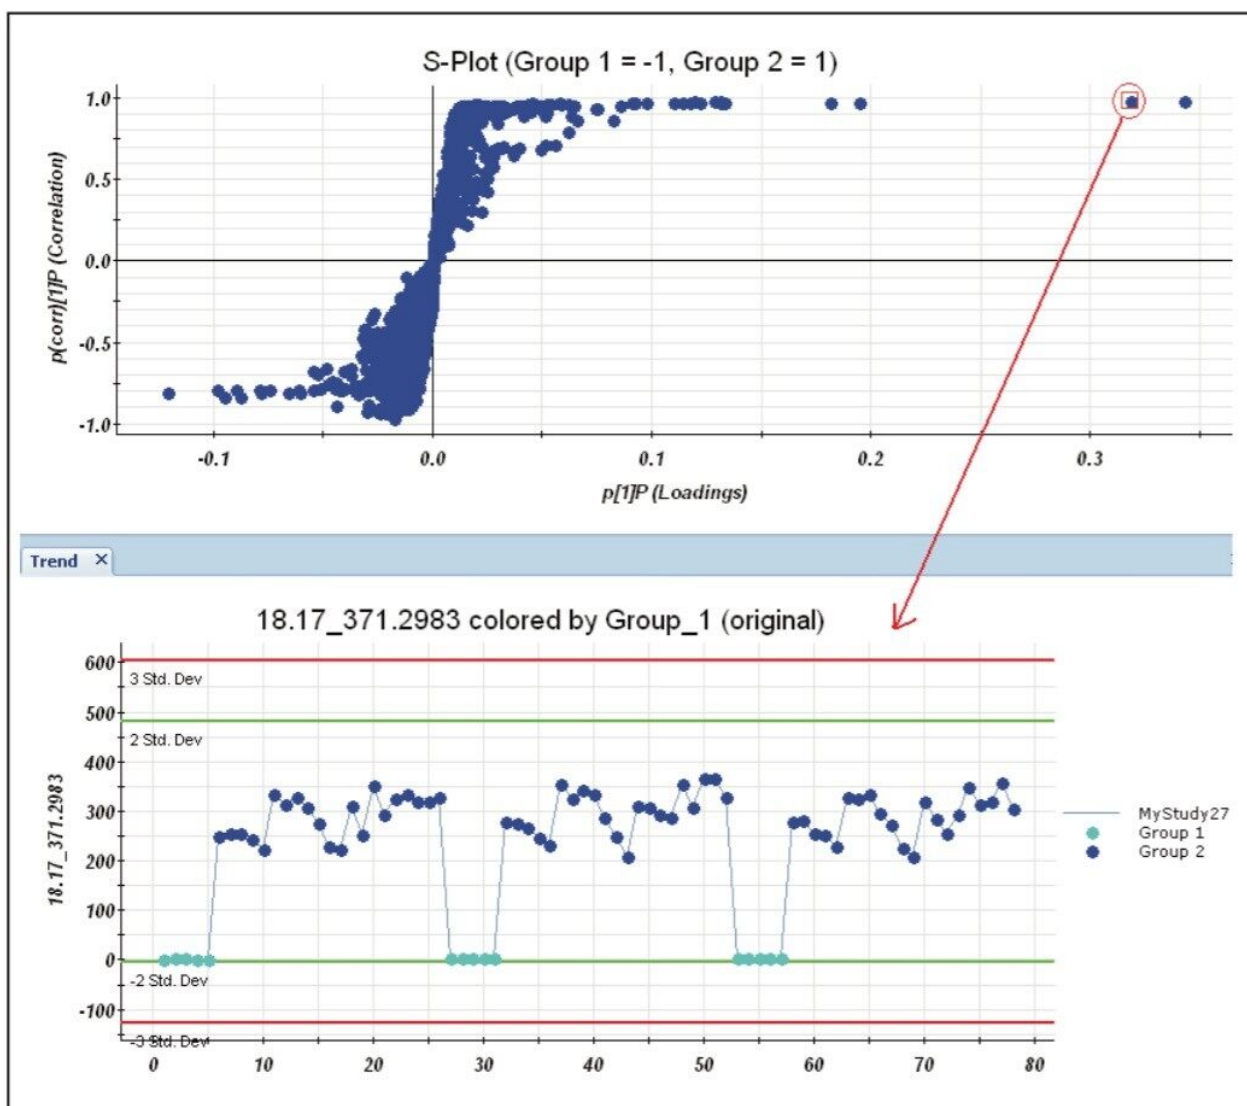 S-Plot (Group 1 = -1, Group 2 = 1)
p(corr)[1]P (Correlation)
1.0
0.5
0.0
-0.5
-1.0
-0.1
0.0
0.1
0.2
0.3
p[1]P (Loadings)
Trend X
18.17_371.2983 colored by Group_1 (original)
18.17_371.2983
600
3 Std. Dev
500
2 Std. Dev
400
300
200
100
0
-2 Std. Dev
-100
-3 Std. Dev
0
10
20
30
40
50
60
70
80
MyStudy27
Group 1
Group 2